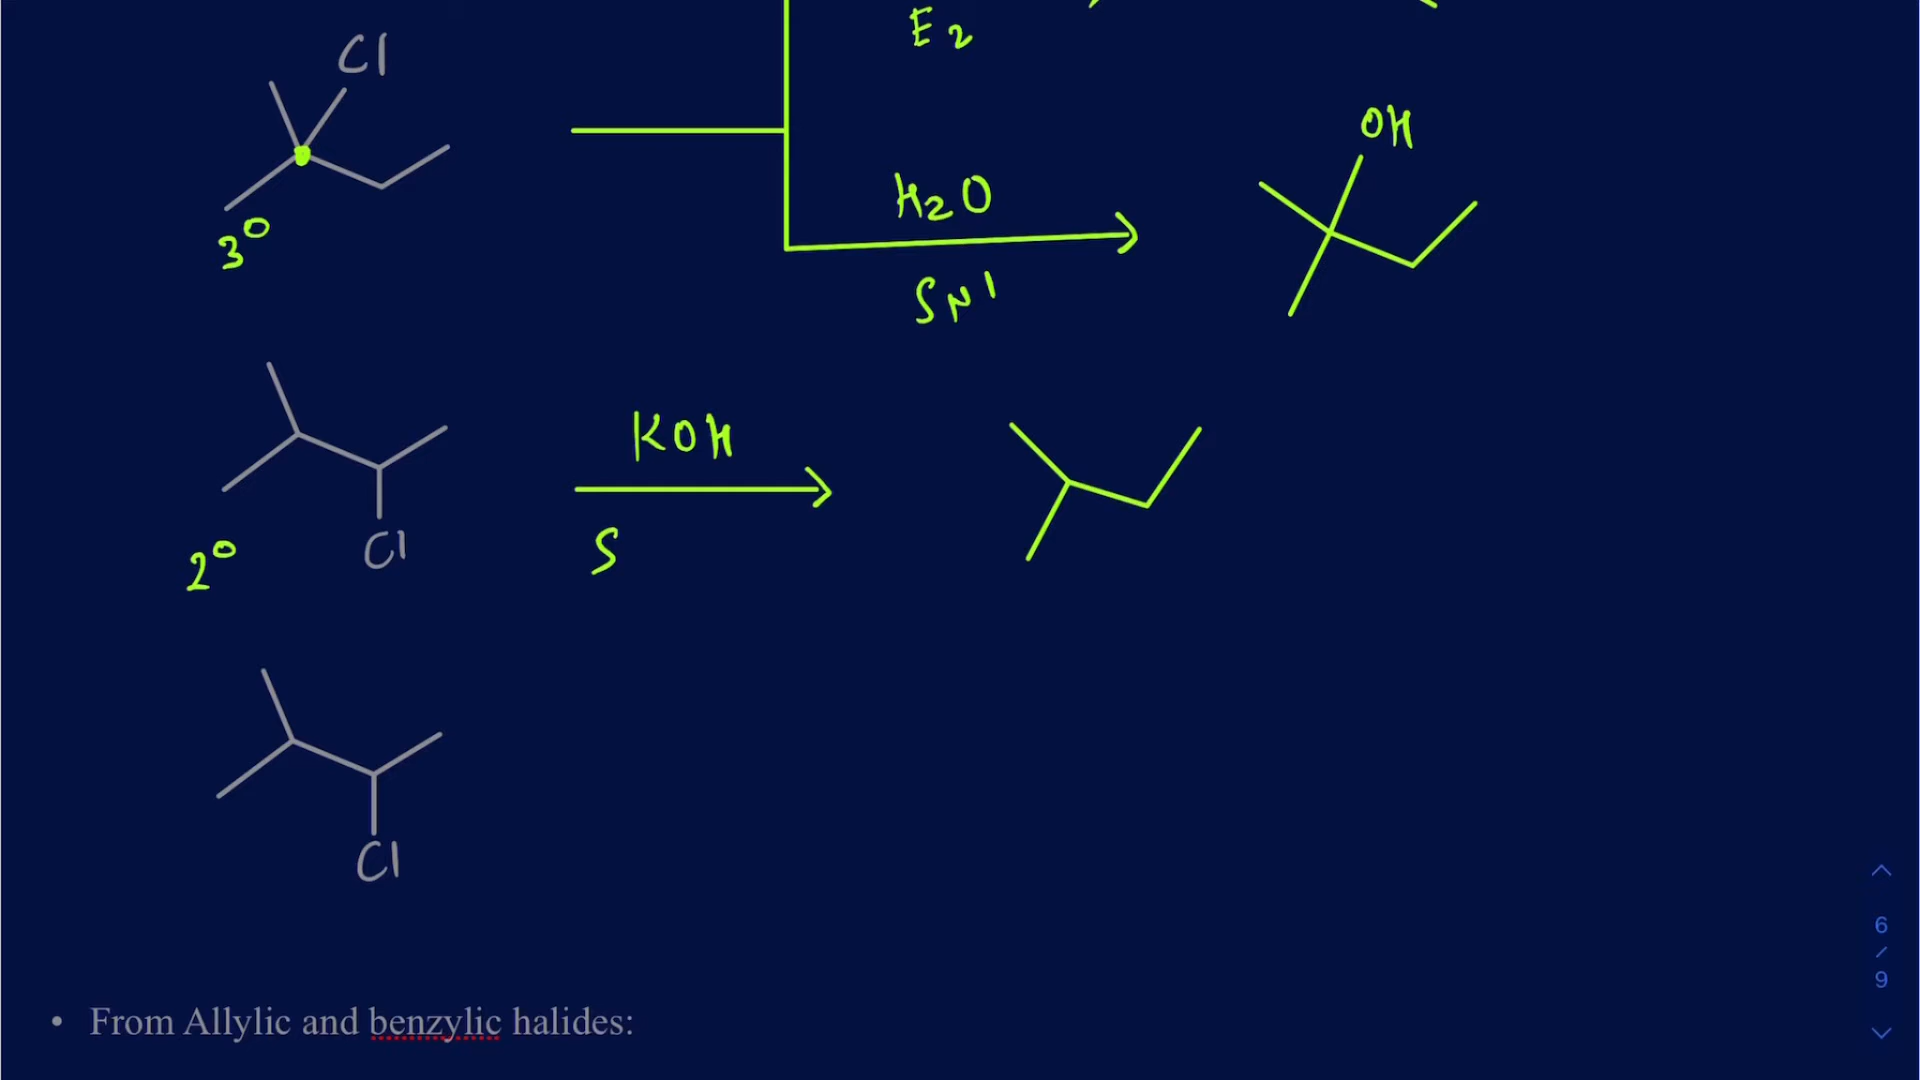 E2
Cl
OH
H2O
3°
SN1
KOH
S
Cl
2°
Cl
6
/
9
• From Allylic and benzylic halides: